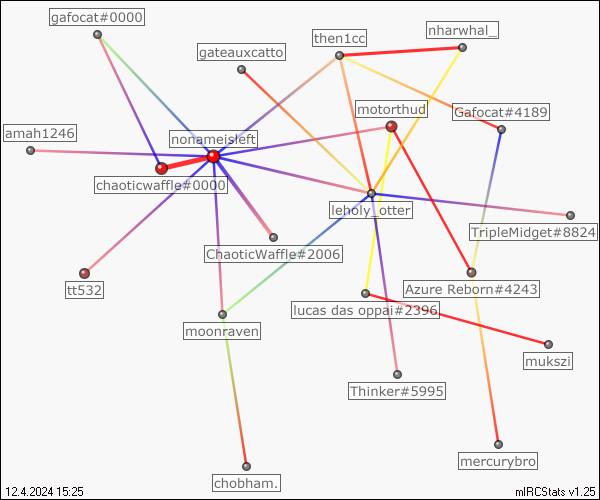 gafocat#0000
nharwhal_
then1cc
gateauxcatto
motorthud
Gafocat#4189
amah1246
nonameisleft
chaoticwaffle#0000
leholy_otter
TripleMidget#8824
ChaoticWaffle#2006
tt532
Azure Reborn#4243
lucas das oppai#2396
moonraven
mukszi
Thinker#5995
mercurybro
chobham.
12.4.2024 15:25
mIRCStats v1.25